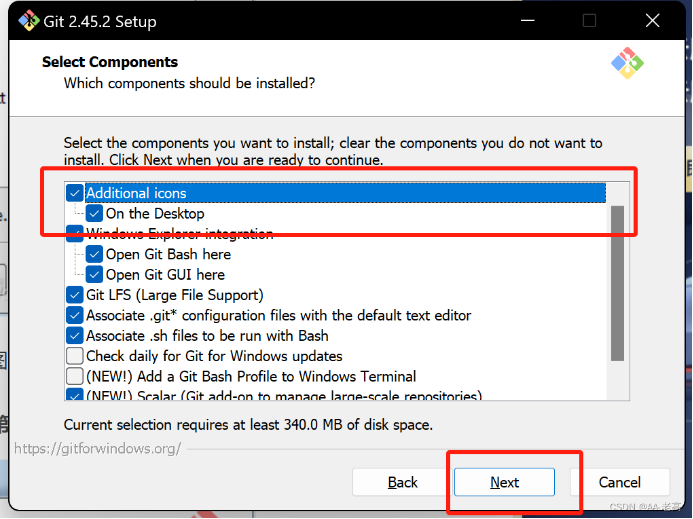 Git 2.45.2 Setup
Select Components
Which components should be installed?
Select the components you want to install; clear the components you do not want to
install. Click Next when you are ready to continue.
Additional icons
On the Desktop
Windows Explorer integration
Open Git Bash here
Open Git GUI here
Git LFS (Large File Support)
Associate .git* configuration files with the default text editor
Associate .sh files to be run with Bash
Check daily for Git for Windows updates
(NEW!) Add a Git Bash Profile to Windows Terminal
(NEW!) Scalar (Git add-on to manage large-scale repositories)
Current selection requires at least 340.0 MB of disk space.
https://gitforwindows.org/
Back
Next
Cancel
CSDN @AA-老高